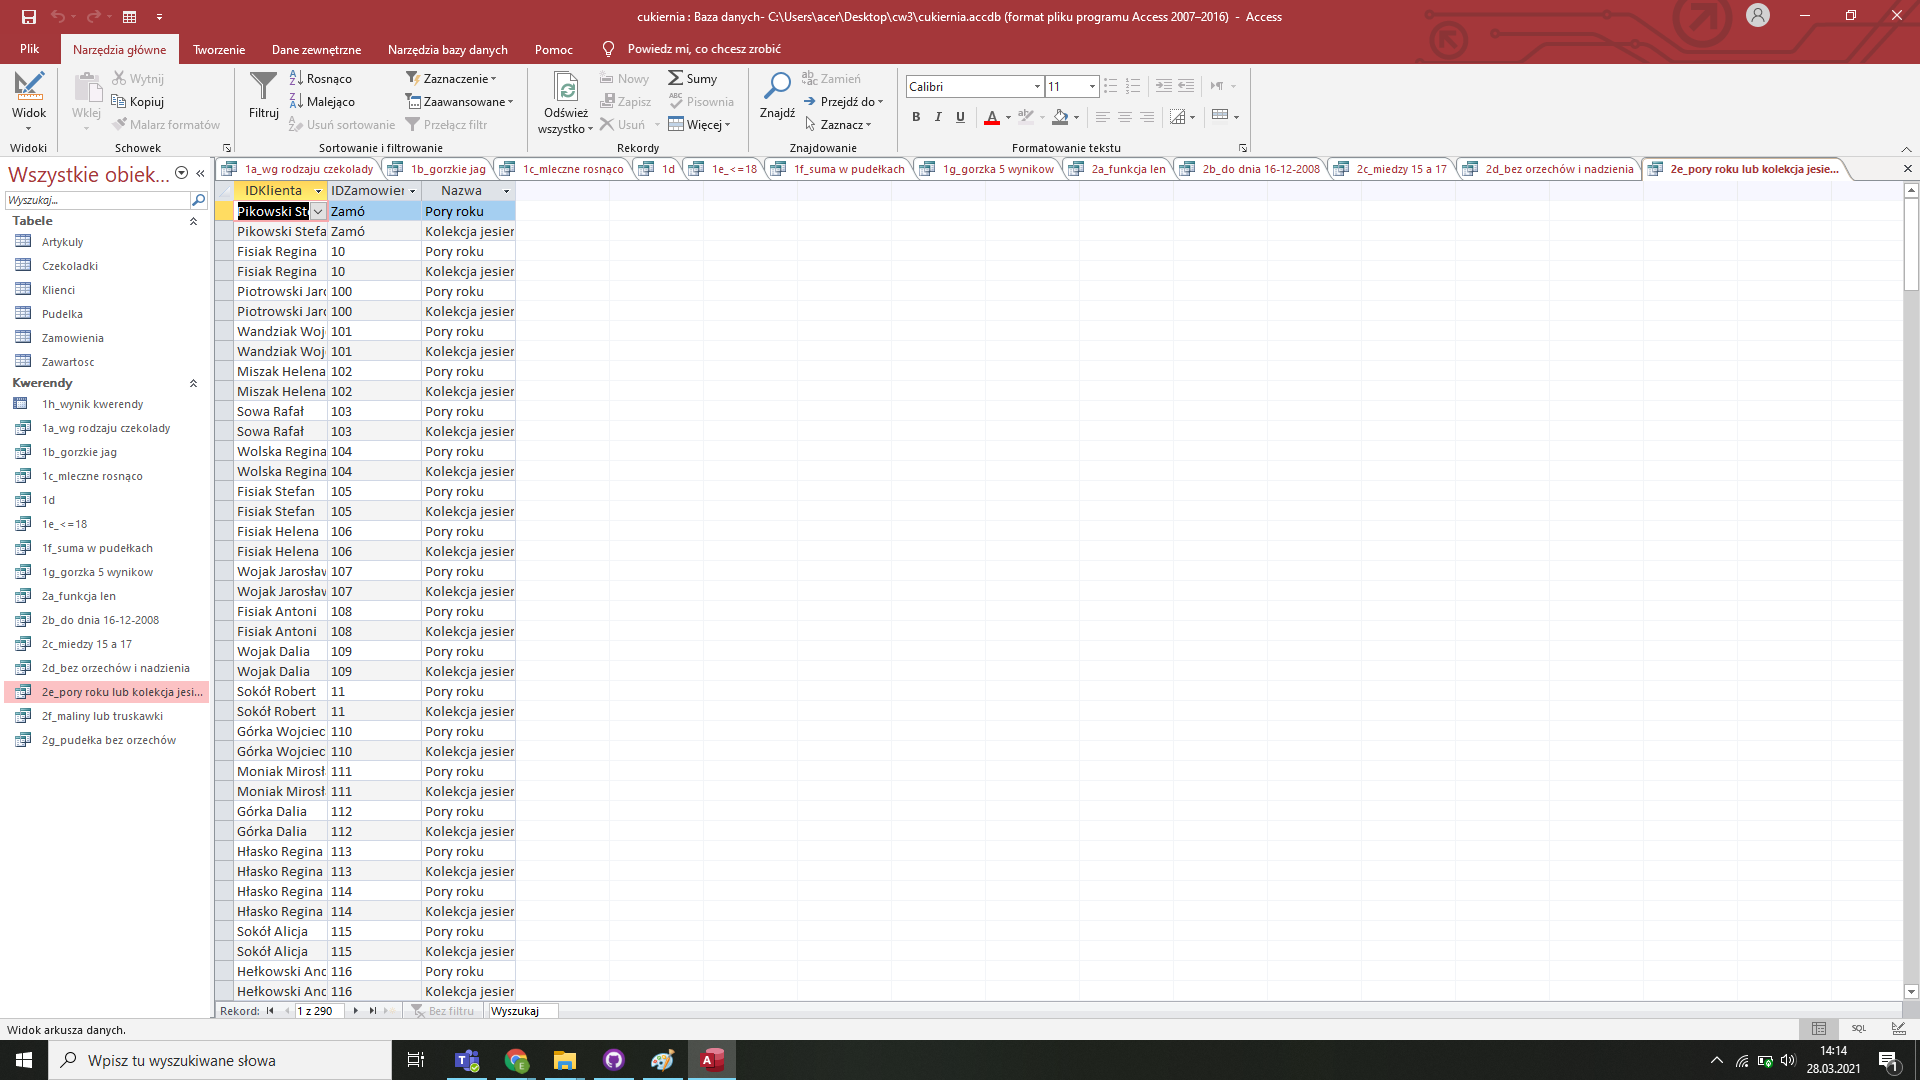 cukiernia : Baza danych- C:\Users\acer\Desktop\cw3\cukiernia.accdb (format pliku programu Access 2007–2016) - Access
Plik Narzędzia główne Tworzenie Dane zewnętrzne Narzędzia bazy danych Pomoc Powiedz mi, co chcesz zrobić
Widok
Wklej
Wytnij
Kopiuj
Malarz formatów
Filtruj
Rosnąco
Malejąco
Usuń sortowanie
Zaznaczenie
Zaawansowane
Przełącz filtr
Odśwież
wszystko
Nowy
Zapisz
Usuń
Sumy
Pisownia
Więcej
Znajdź
Zamień
Przejdź do
Zaznacz
Calibri 11
B I U A
Widoki Schowek Sortowanie i filtrowanie Rekordy Znajdowanie Formatowanie tekstu
1a_wg rodzaju czekolady 1b_gorzkie jag 1c_mleczne rosnąco 1d 1e_<=18 1f_suma w pudełkach 1g_gorzka 5 wynikow 2a_funkcja len 2b_do dnia 16-12-2008 2c_miedzy 15 a 17 2d_bez orzechów i nadzienia 2e_pory roku lub kolekcja jesie...
Wszystkie obiek...
Wyszukaj...
Tabele
Artykuly
Czekoladki
Klienci
Pudelka
Zamowienia
Zawartosc
Kwerendy
1h_wynik kwerendy
1a_wg rodzaju czekolady
1b_gorzkie jag
1c_mleczne rosnąco
1d
1e_<=18
1f_suma w pudełkach
1g_gorzka 5 wynikow
2a_funkcja len
2b_do dnia 16-12-2008
2c_miedzy 15 a 17
2d_bez orzechów i nadzienia
2e_pory roku lub kolekcja jesi...
2f_maliny lub truskawki
2g_pudełka bez orzechów
IDKlienta IDZamowier Nazwa
Pikowski Ste Zamó Pory roku
Pikowski Stefa Zamó Kolekcja jesier
Fisiak Regina 10 Pory roku
Fisiak Regina 10 Kolekcja jesier
Piotrowski Jaro 100 Pory roku
Piotrowski Jaro 100 Kolekcja jesier
Wandziak Woj 101 Pory roku
Wandziak Woj 101 Kolekcja jesier
Miszak Helena 102 Pory roku
Miszak Helena 102 Kolekcja jesier
Sowa Rafał 103 Pory roku
Sowa Rafał 103 Kolekcja jesier
Wolska Regina 104 Pory roku
Wolska Regina 104 Kolekcja jesier
Fisiak Stefan 105 Pory roku
Fisiak Stefan 105 Kolekcja jesier
Fisiak Helena 106 Pory roku
Fisiak Helena 106 Kolekcja jesier
Wojak Jarosław 107 Pory roku
Wojak Jarosław 107 Kolekcja jesier
Fisiak Antoni 108 Pory roku
Fisiak Antoni 108 Kolekcja jesier
Wojak Dalia 109 Pory roku
Wojak Dalia 109 Kolekcja jesier
Sokół Robert 11 Pory roku
Sokół Robert 11 Kolekcja jesier
Górka Wojciec 110 Pory roku
Górka Wojciec 110 Kolekcja jesier
Moniak Mirosł 111 Pory roku
Moniak Mirosł 111 Kolekcja jesier
Górka Dalia 112 Pory roku
Górka Dalia 112 Kolekcja jesier
Hłasko Regina 113 Pory roku
Hłasko Regina 113 Kolekcja jesier
Hłasko Regina 114 Pory roku
Hłasko Regina 114 Kolekcja jesier
Sokół Alicja 115 Pory roku
Sokół Alicja 115 Kolekcja jesier
Hełkowski And 116 Pory roku
Hełkowski And 116 Kolekcja jesier
Rekord: 1 z 290 Bez filtru Wyszukaj
Widok arkusza danych. SQL
Wpisz tu wyszukiwane słowa
14:14
28.03.2021
1